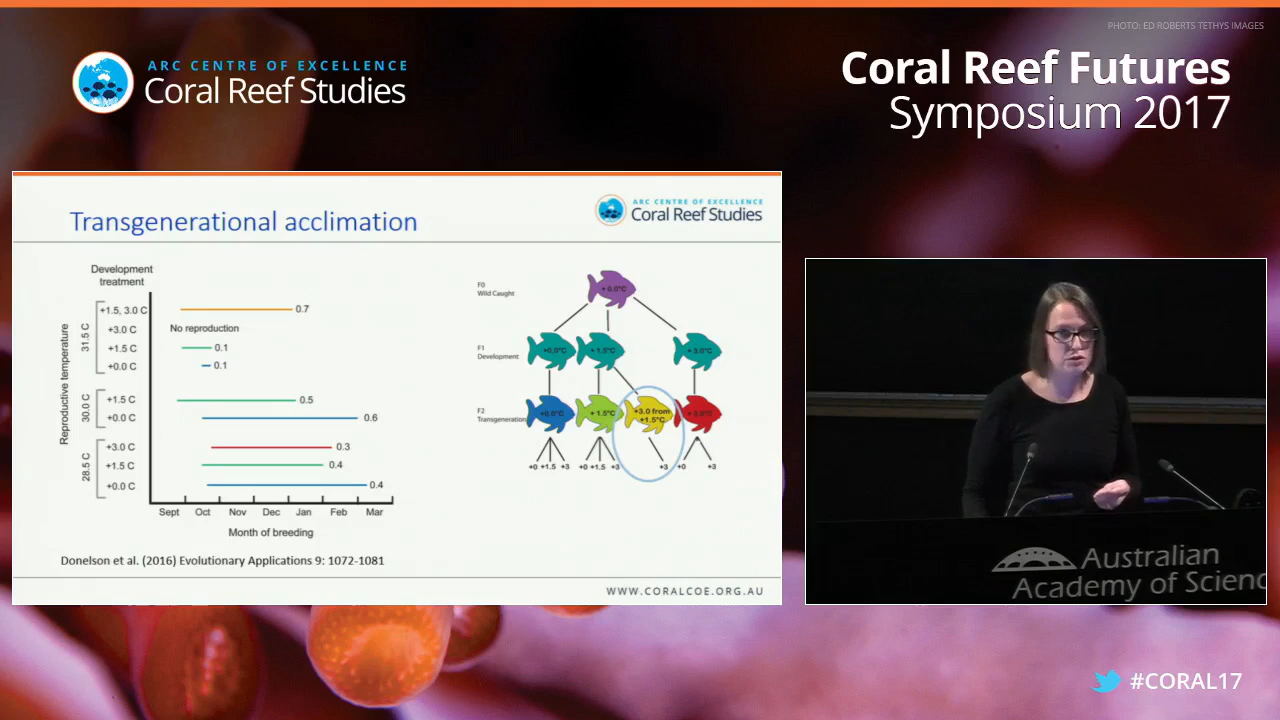 PHOTO: ED ROBERTS TETHYS IMAGES
ARC CENTRE OF EXCELLENCE
Coral Reef Studies
Coral Reef Futures
Symposium 2017
Transgenerational acclimation
ARC CENTRE OF EXCELLENCE
Coral Reef Studies
Development
treatment
Reproductive temperature
31.5 C
+1.5, 3.0 C
0.7
+3.0 C
No reproduction
+1.5 C
0.1
+0.0 C
0.1
30.0 C
+1.5 C
0.5
+0.0 C
0.6
28.5 C
+3.0 C
0.3
+1.5 C
0.4
+0.0 C
0.4
Sept Oct Nov Dec Jan Feb Mar
Month of breeding
F0
Wild Caught
+0.0°C
F1
Development
+0.0°C
+1.5°C
+3.0°C
F2
Transgeneration
+0.0°C
+1.5°C
+3.0 from
+1.5°C
+3.0°C
+0 +1.5 +3 +0 +1.5 +3 +3 +0 +3
Donelson et al. (2016) Evolutionary Applications 9: 1072-1081
WWW.CORALCOE.ORG.AU
Australian
Academy of Scienc
#CORAL17